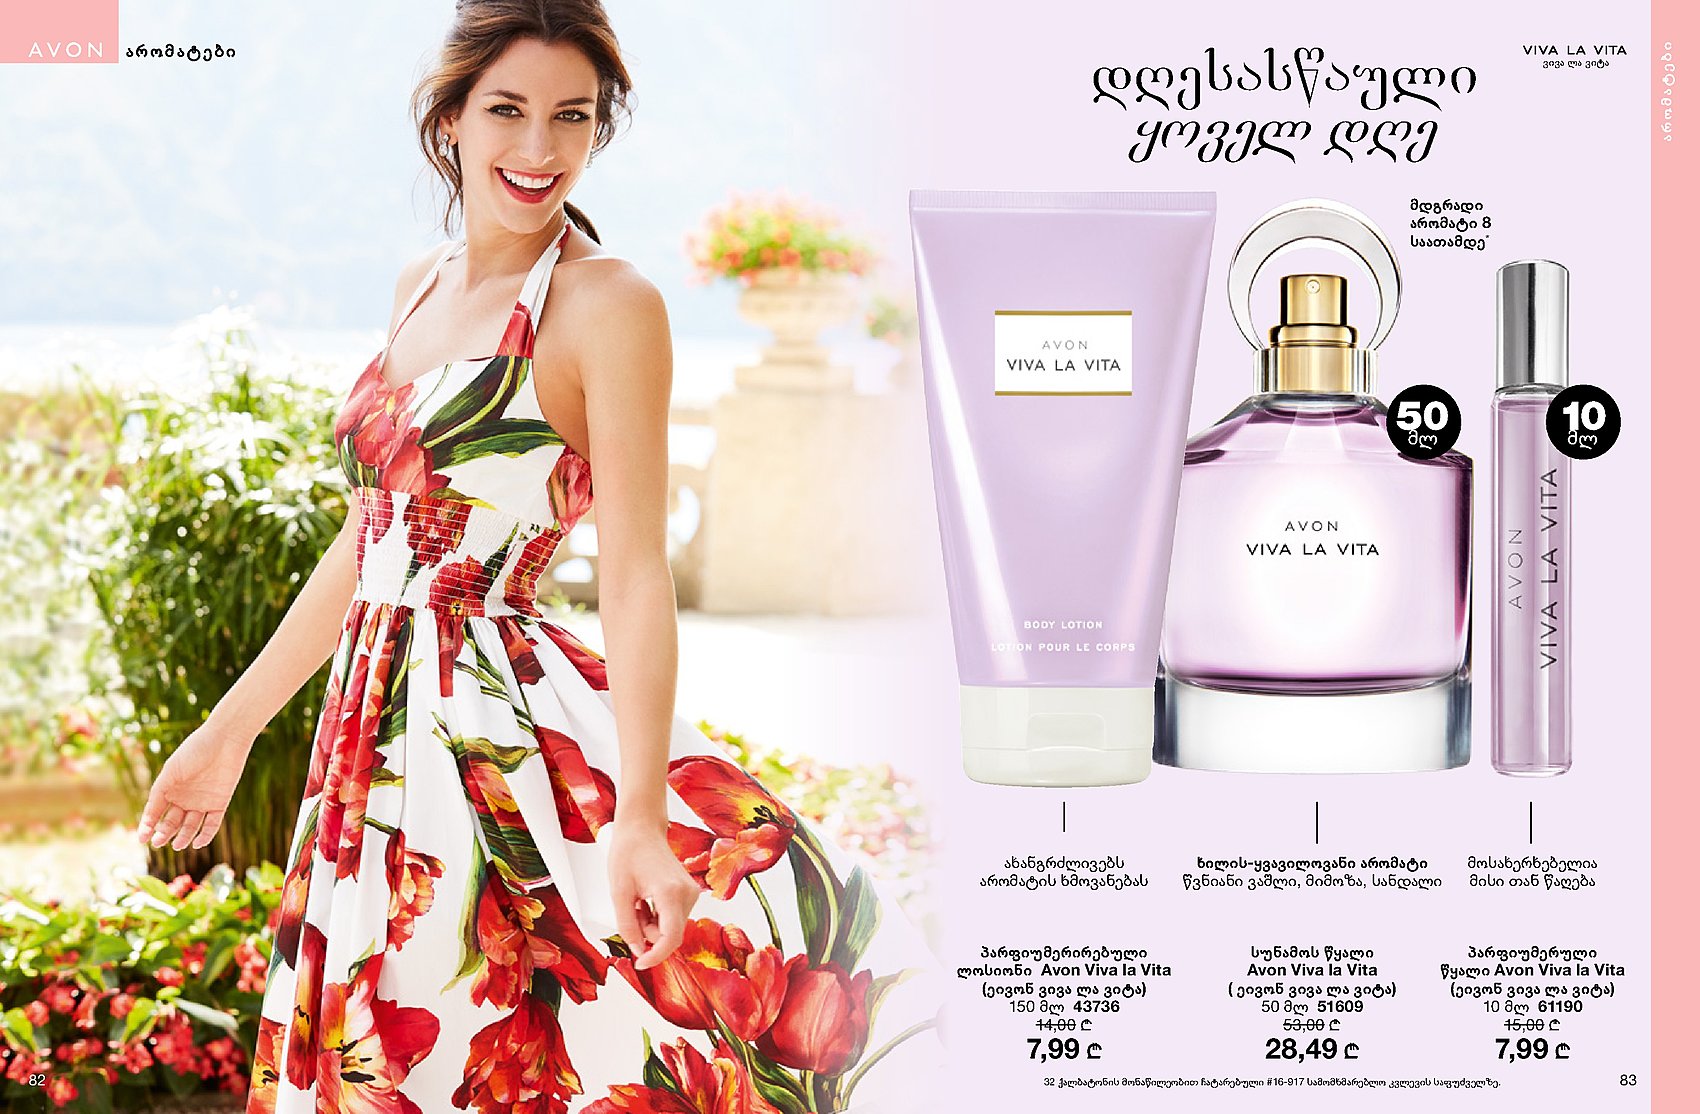 AVON არომატები
დღესასწაული
ყოველ დღე
VIVA LA VITA
ვივა ლა ვიტა
არომატები
მდგრადი
არომატი 8
საათამდე*
AVON
VIVA LA VITA
BODY LOTION
LOTION POUR LE CORPS
50
მლ
AVON
VIVA LA VITA
10
მლ
AVON
VIVA LA VITA
ახანგრძლივებს
არომატის ხმოვანებას
ხილის-ყვავილოვანი არომატი
წვნიანი ვაშლი, მიმოზა, სანდალი
მოსახერხებელია
მისი თან წაღება
პარფიუმერირებული
ლოსიონი Avon Viva la Vita
(ეივონ ვივა ლა ვიტა)
150 მლ 43736
14,00 ₾
7,99 ₾
სუნამოს წყალი
Avon Viva la Vita
( ეივონ ვივა ლა ვიტა)
50 მლ 51609
53,00 ₾
28,49 ₾
პარფიუმერული
წყალი Avon Viva la Vita
(ეივონ ვივა ლა ვიტა)
10 მლ 61190
15,00 ₾
7,99 ₾
32 ქალბატონის მონაწილეობით ჩატარებული #16-917 სამომხმარებლო კვლევის საფუძველზე.
82
83